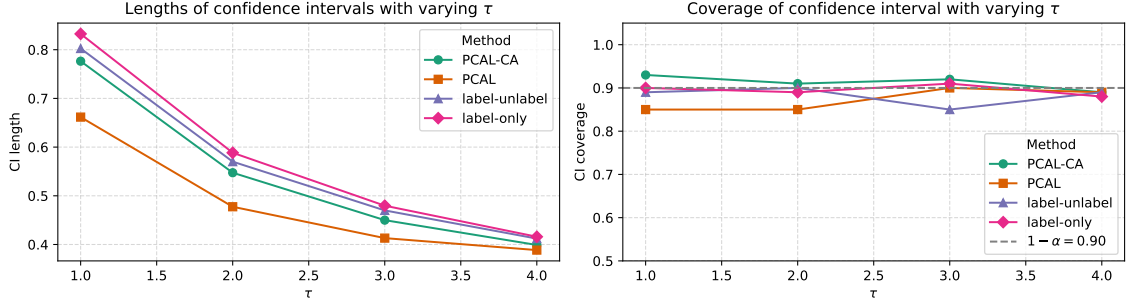 Lengths of confidence intervals with varying τ
CI length
0.8
0.7
0.6
0.5
0.4
1.0 1.5 2.0 2.5 3.0 3.5 4.0
τ
Method
PCAL-CA
PCAL
label-unlabel
label-only
Coverage of confidence interval with varying τ
CI coverage
1.0
0.9
0.8
0.7
0.6
0.5
1.0 1.5 2.0 2.5 3.0 3.5 4.0
τ
Method
PCAL-CA
PCAL
label-unlabel
label-only
1 − α = 0.90